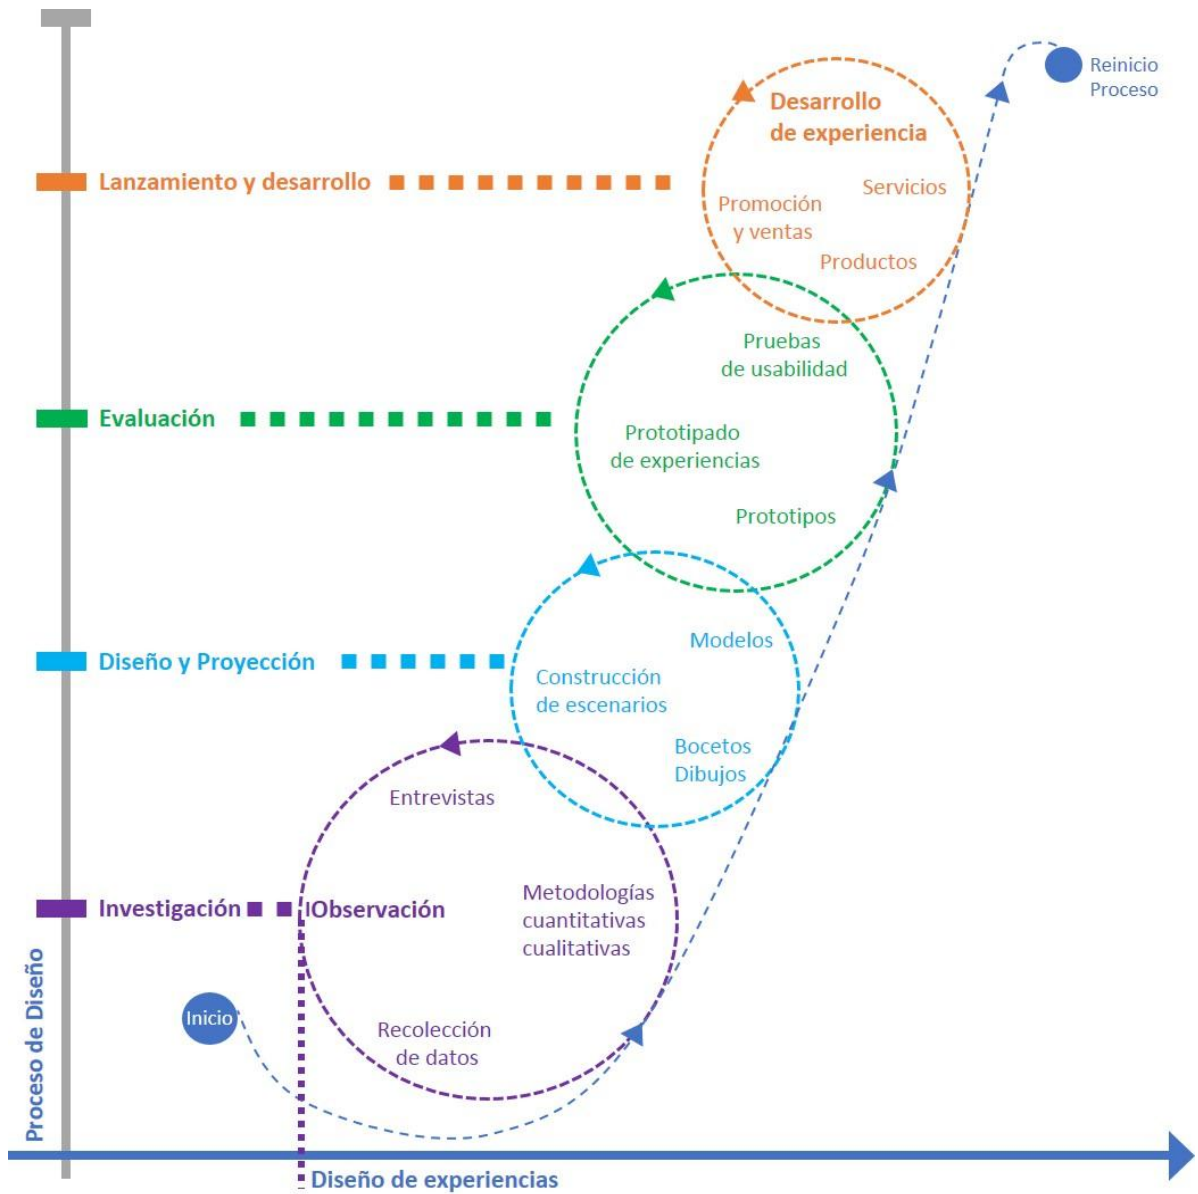 Reinicio
Proceso
Desarrollo
de experiencia
Lanzamiento y desarrollo
Servicios
Promoción
y ventas
Productos
Pruebas
de usabilidad
Evaluación
Prototipado
de experiencias
Prototipos
Modelos
Diseño y Proyección
Construcción
de escenarios
Bocetos
Dibujos
Entrevistas
Metodologías
cuantitativas
cualitativas
Investigación
Observación
Inicio
Recolección
de datos
Proceso de Diseño
Diseño de experiencias